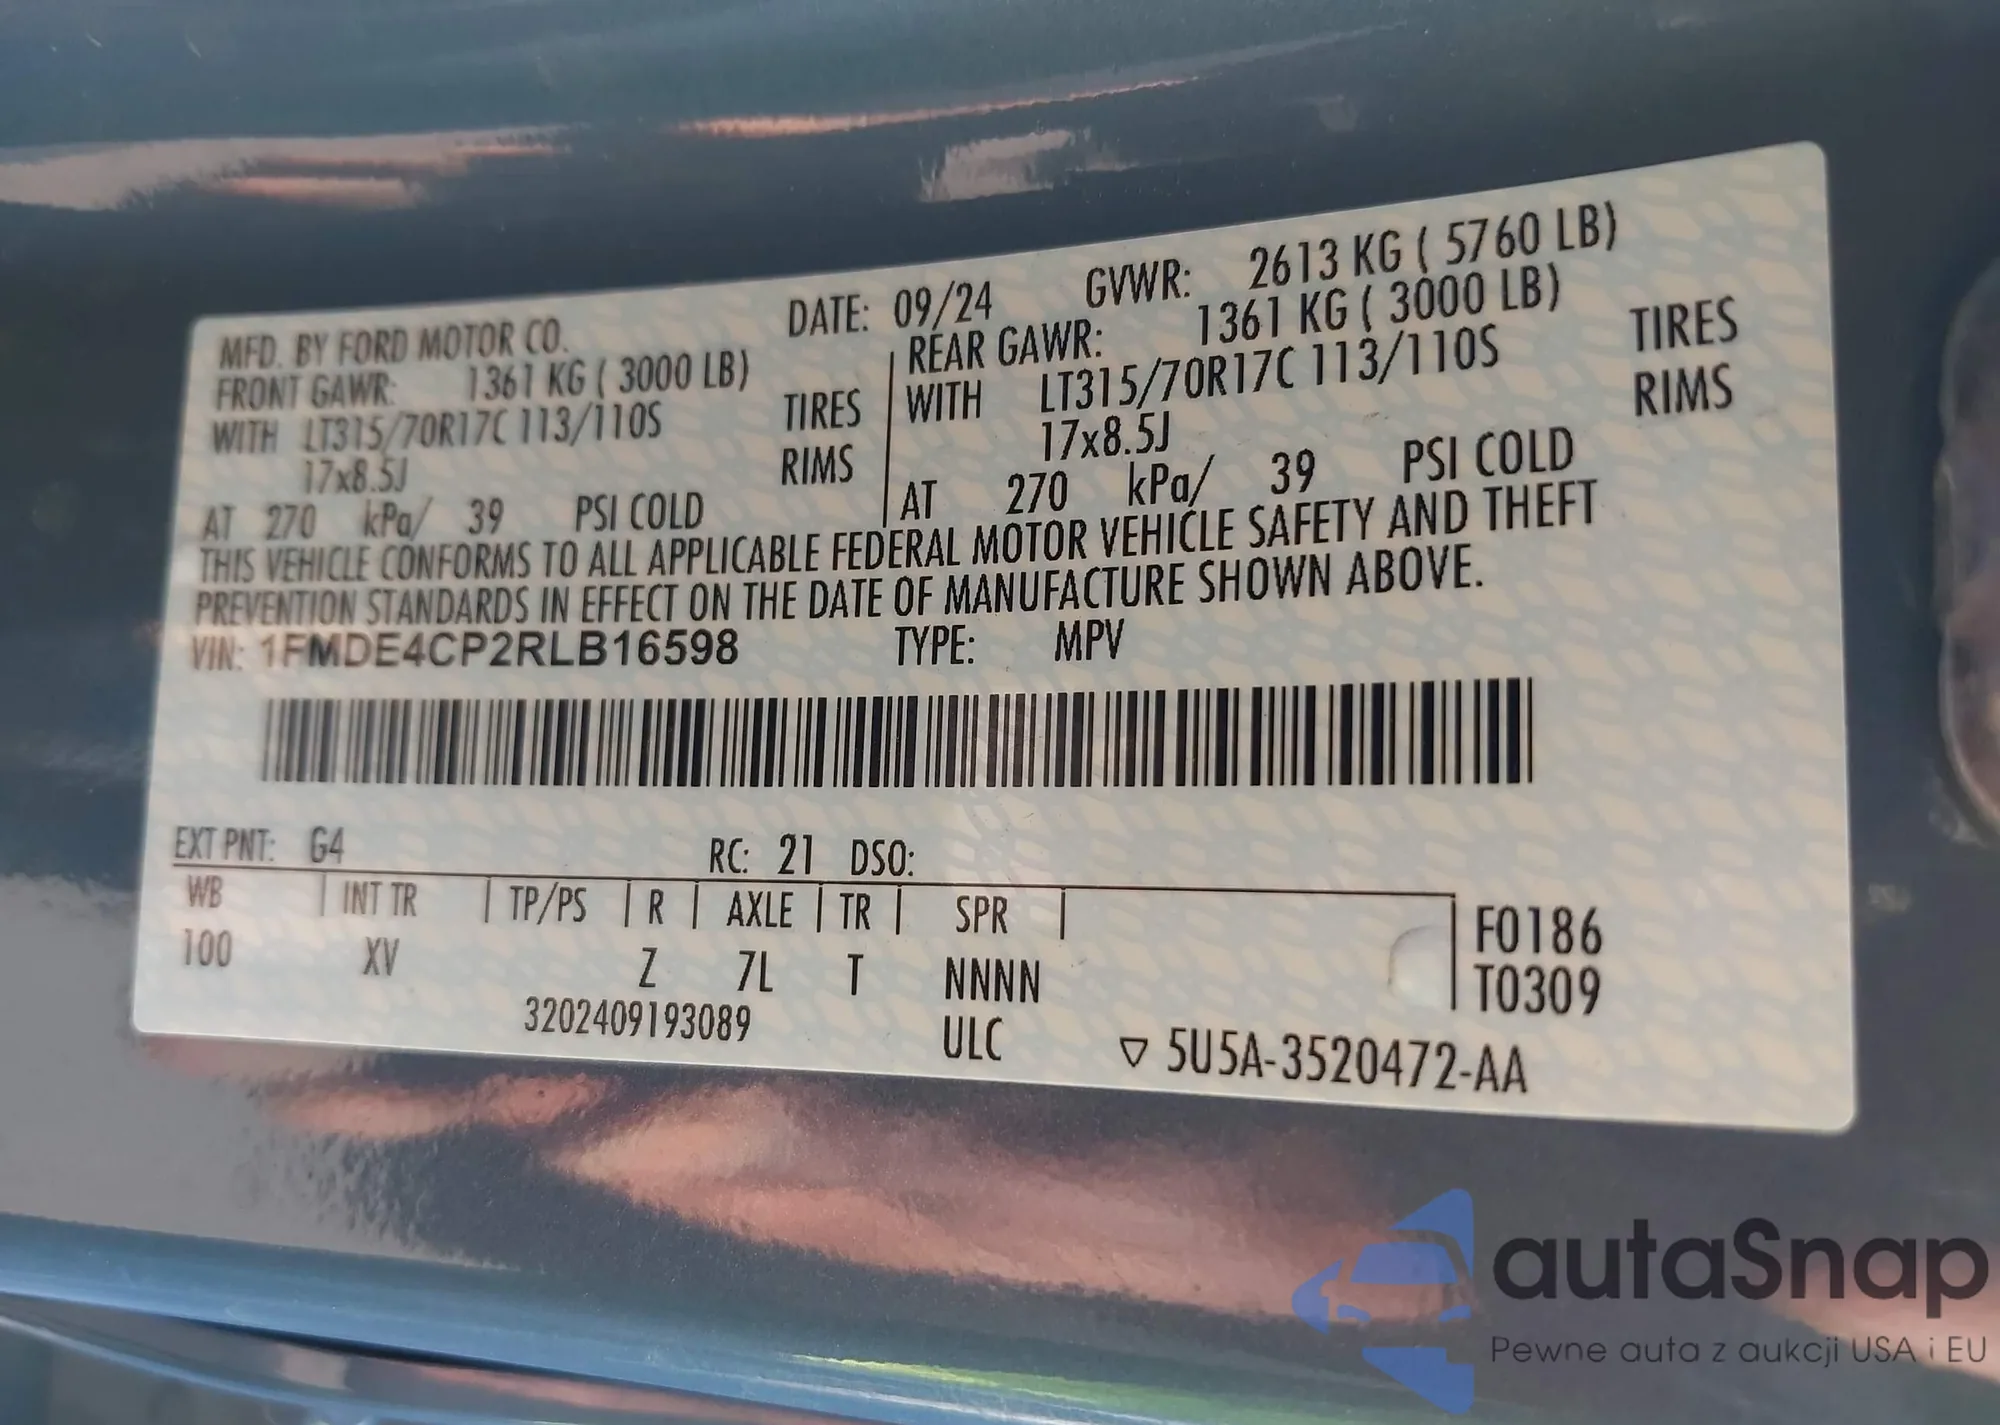 MFD. BY FORD MOTOR CO. DATE: 09/24 GVWR: 2613 KG ( 5760 LB)
FRONT GAWR: 1361 KG ( 3000 LB) REAR GAWR: 1361 KG ( 3000 LB)
WITH LT315/70R17C 113/110S TIRES WITH LT315/70R17C 113/110S TIRES
17x8.5J RIMS 17x8.5J RIMS
AT 270 kPa/ 39 PSI COLD AT 270 kPa/ 39 PSI COLD
THIS VEHICLE CONFORMS TO ALL APPLICABLE FEDERAL MOTOR VEHICLE SAFETY AND THEFT
PREVENTION STANDARDS IN EFFECT ON THE DATE OF MANUFACTURE SHOWN ABOVE.
VIN: 1FMDE4CP2RLB16598 TYPE: MPV
EXT PNT: G4 RC: 21 DSO:
WB INT TR TP/PS R AXLE TR SPR F0186
100 XV Z 7L T NNNN T0309
3202409193089 ULC ▽ 5U5A-3520472-AA
autaSnap
Pewne auta z aukcji USA i EU